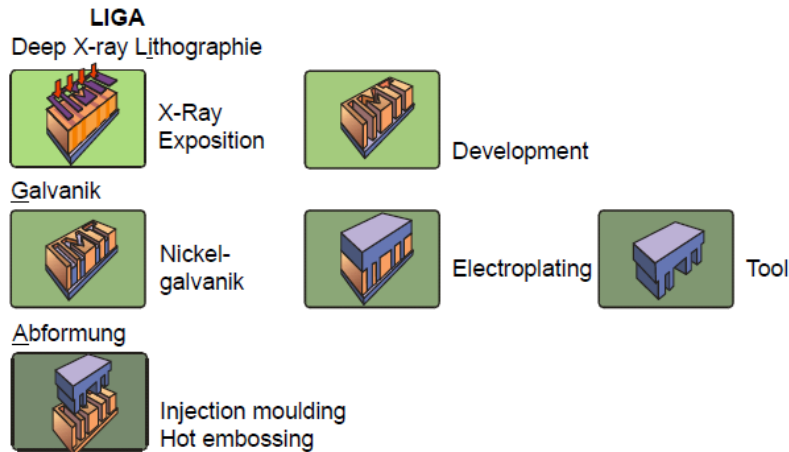 LIGA
Deep X-ray Lithographie
X-Ray
Exposition
Development
Galvanik
Nickel-
galvanik
Electroplating
Tool
Abformung
Injection moulding
Hot embossing